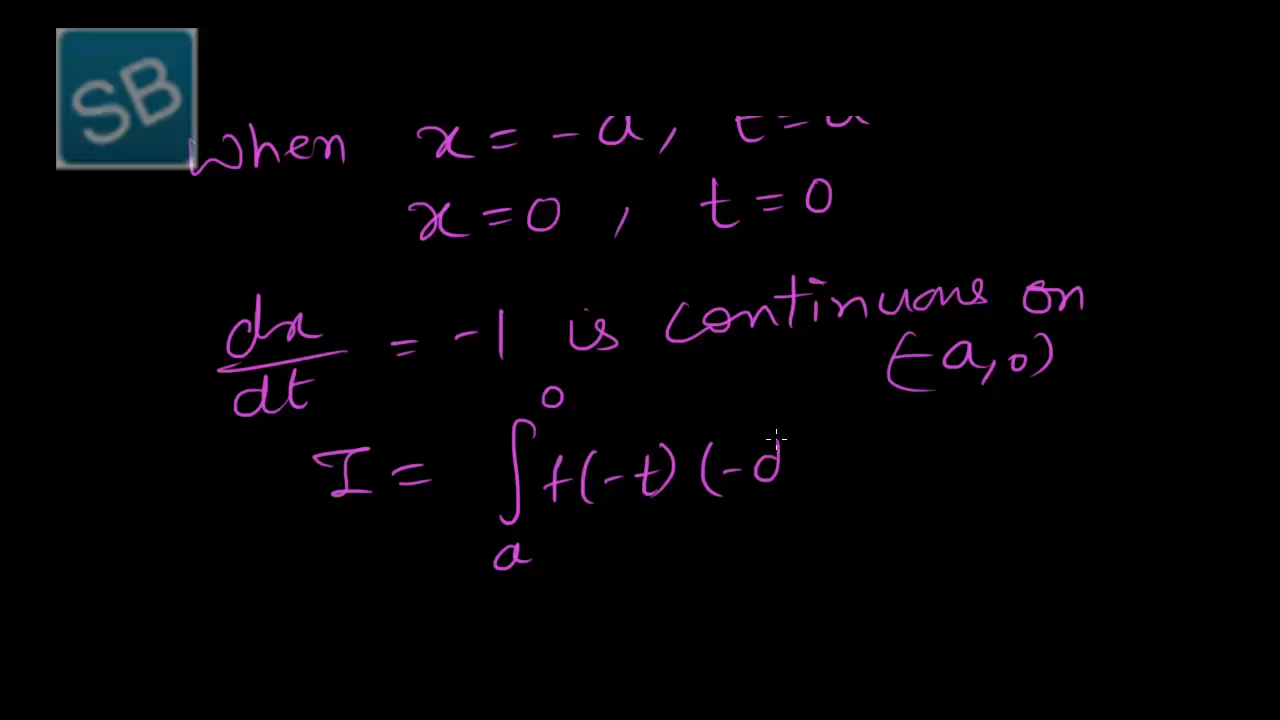 SB
when x = -a, t = a
x = 0 , t = 0
dx/dt = -1 is continuous on
(-a, 0)
I = ∫_a^0 f(-t) (-d